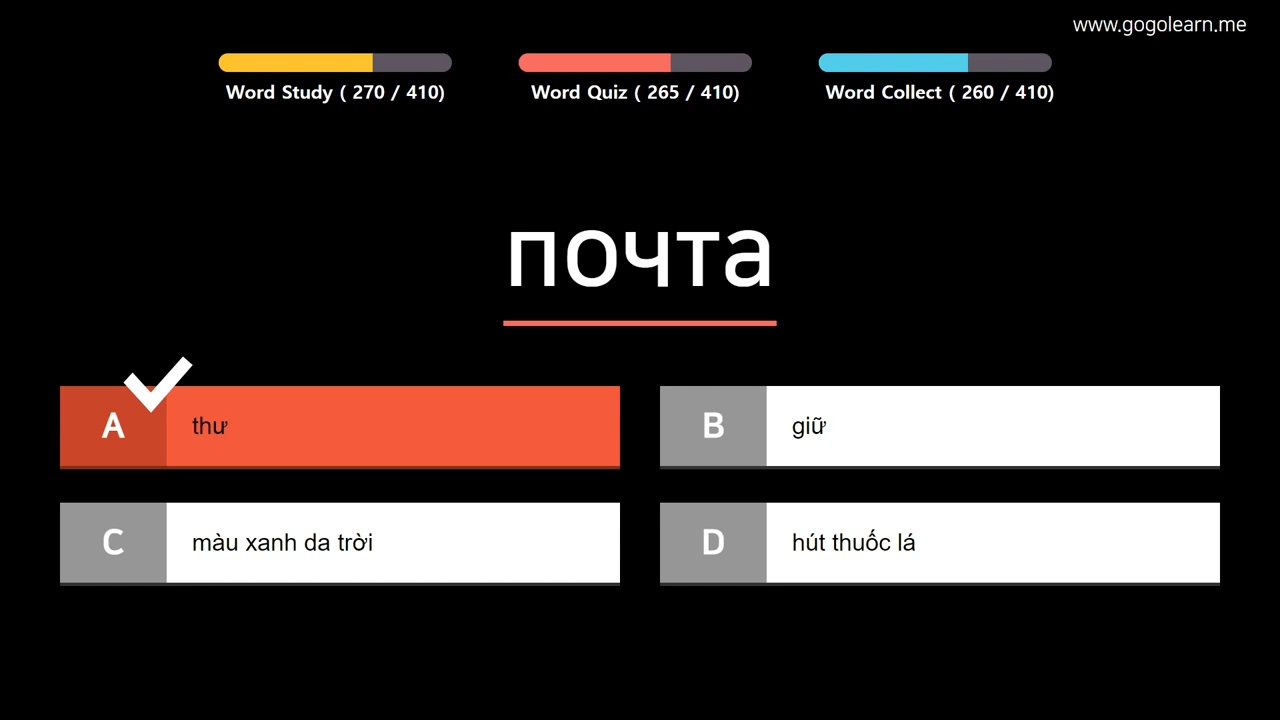 www.gogolearn.me
Word Study ( 270 / 410)
Word Quiz ( 265 / 410)
Word Collect ( 260 / 410)
почта
A thư
B giữ
C màu xanh da trời
D hút thuốc lá